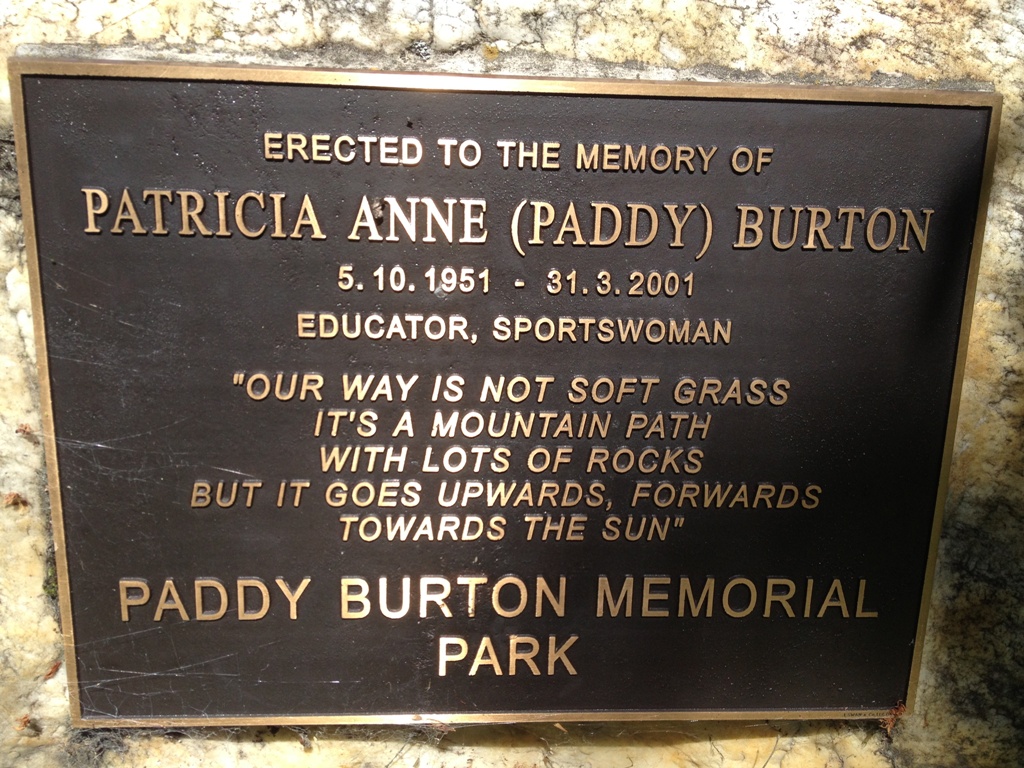 ERECTED TO THE MEMORY OF
PATRICIA ANNE (PADDY) BURTON
5.10.1951 - 31.3.2001
EDUCATOR, SPORTSWOMAN
"OUR WAY IS NOT SOFT GRASS
IT'S A MOUNTAIN PATH
WITH LOTS OF ROCKS
BUT IT GOES UPWARDS, FORWARDS
TOWARDS THE SUN"
PADDY BURTON MEMORIAL
PARK